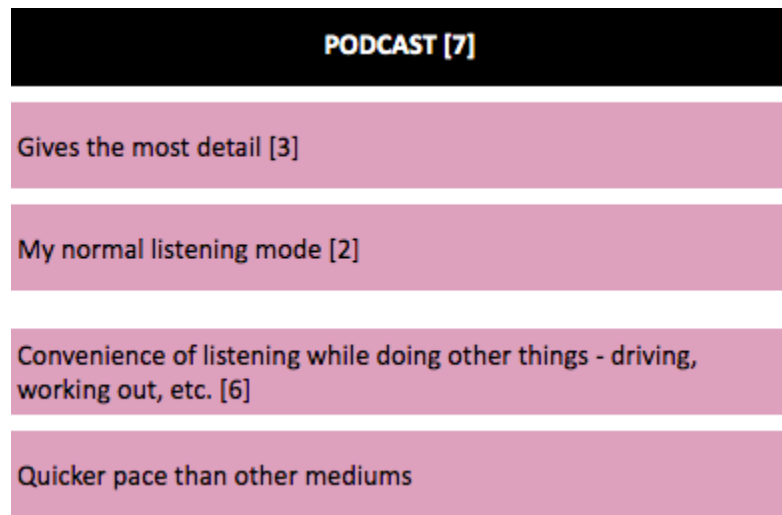 PODCAST [7]
Gives the most detail [3]
My normal listening mode [2]
Convenience of listening while doing other things - driving,
working out, etc. [6]
Quicker pace than other mediums